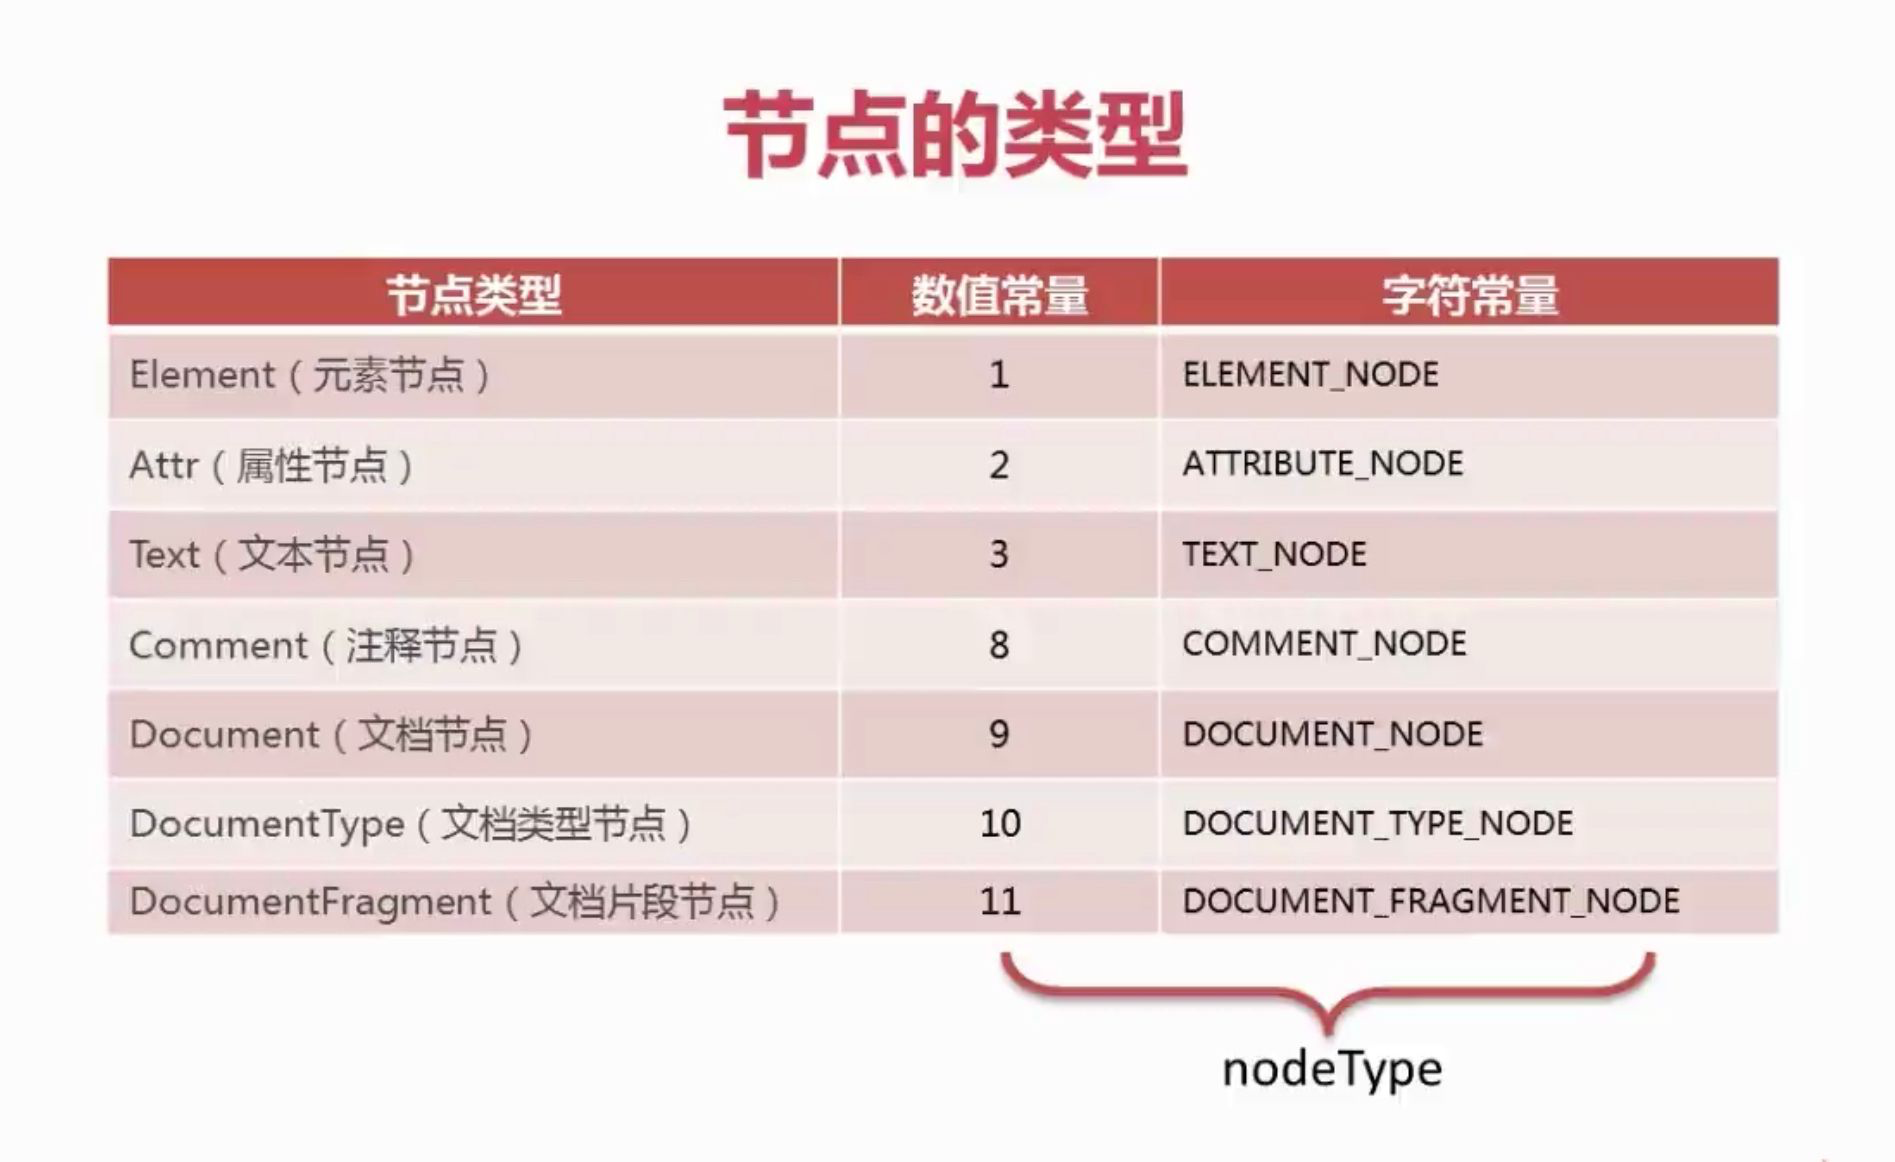 节点的类型
节点类型 数值常量 字符常量
Element（元素节点） 1 ELEMENT_NODE
Attr（属性节点） 2 ATTRIBUTE_NODE
Text（文本节点） 3 TEXT_NODE
Comment（注释节点） 8 COMMENT_NODE
Document（文档节点） 9 DOCUMENT_NODE
DocumentType（文档类型节点） 10 DOCUMENT_TYPE_NODE
DocumentFragment（文档片段节点） 11 DOCUMENT_FRAGMENT_NODE
nodeType